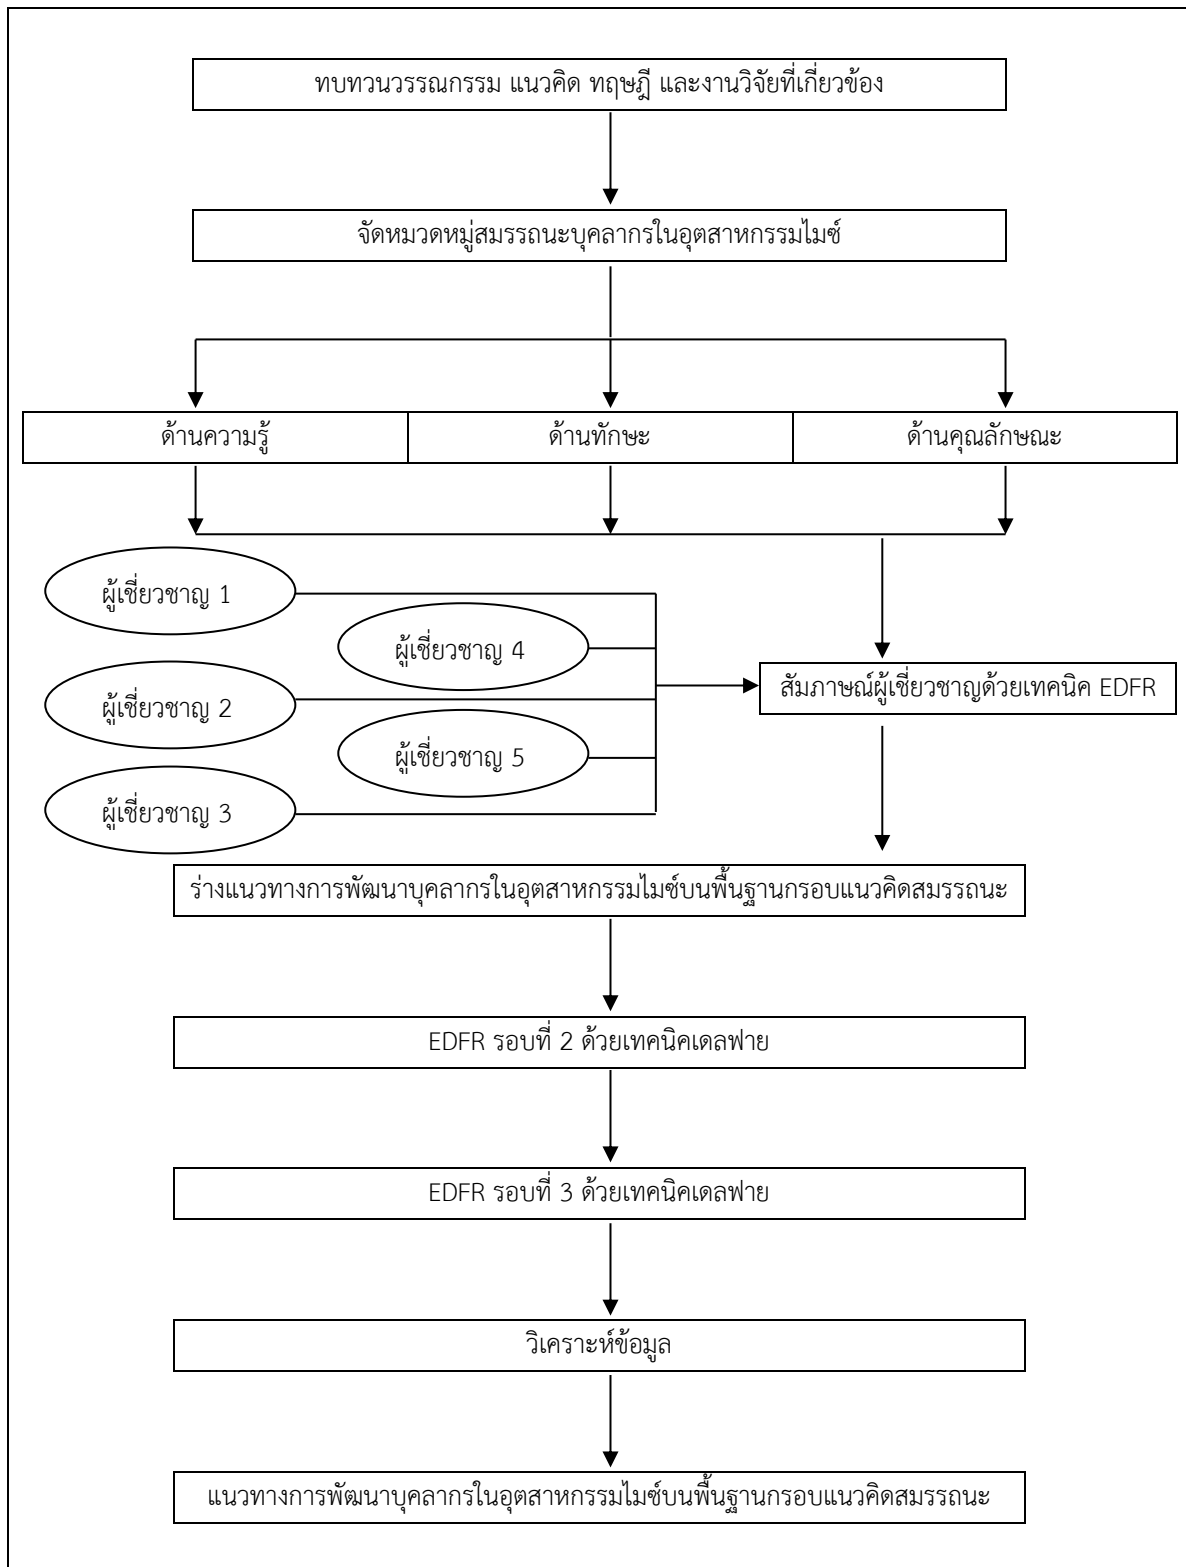 ทบทวนวรรณกรรม แนวคิด ทฤษฎี และงานวิจัยที่เกี่ยวข้อง
จัดหมวดหมู่สมรรถนะบุคลากรในอุตสาหกรรมไมซ์
ด้านความรู้
ด้านทักษะ
ด้านคุณลักษณะ
ผู้เชี่ยวชาญ 1
ผู้เชี่ยวชาญ 4
ผู้เชี่ยวชาญ 2
ผู้เชี่ยวชาญ 5
ผู้เชี่ยวชาญ 3
สัมภาษณ์ผู้เชี่ยวชาญด้วยเทคนิค EDFR
ร่างแนวทางการพัฒนาบุคลากรในอุตสาหกรรมไมซ์บนพื้นฐานกรอบแนวคิดสมรรถนะ
EDFR รอบที่ 2 ด้วยเทคนิคเดลฟาย
EDFR รอบที่ 3 ด้วยเทคนิคเดลฟาย
วิเคราะห์ข้อมูล
แนวทางการพัฒนาบุคลากรในอุตสาหกรรมไมซ์บนพื้นฐานกรอบแนวคิดสมรรถนะ